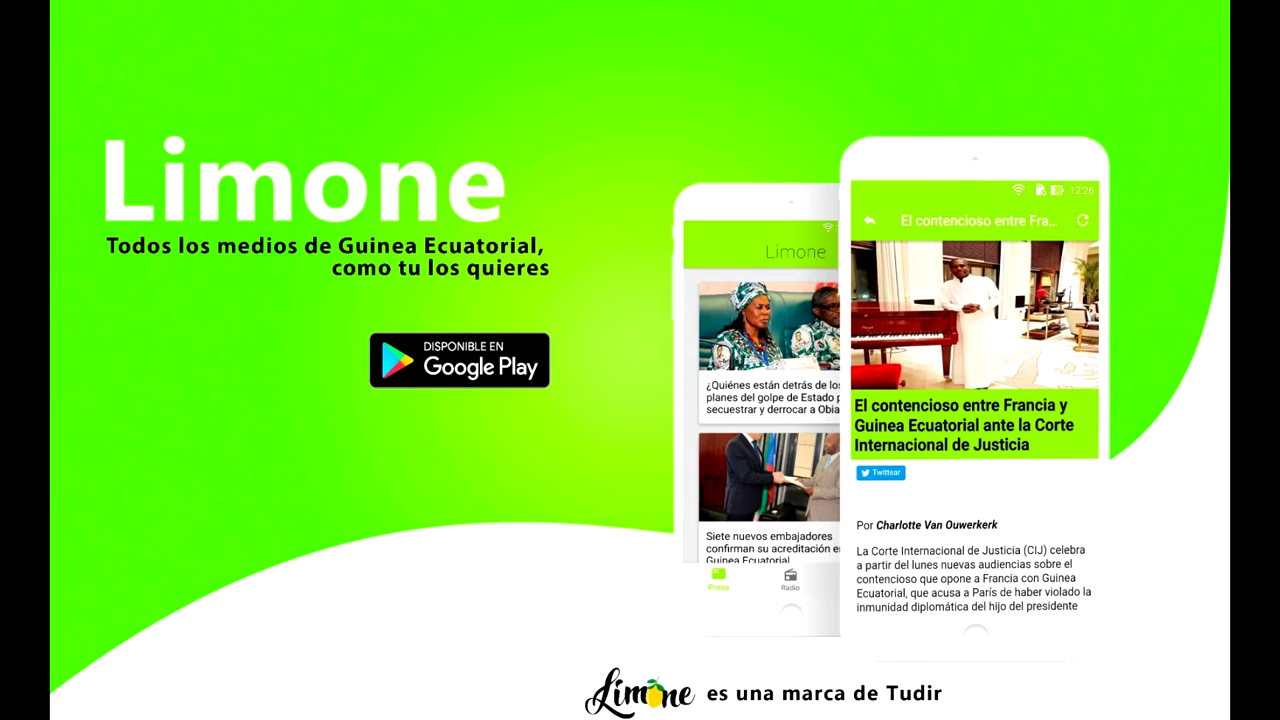 Limone
Todos los medios de Guinea Ecuatorial,
como tu los quieres
DISPONIBLE EN
Google Play
Limone
¿Quiénes están detrás de los
planes del golpe de Estado
secuestrar y derrocar a Obia
Siete nuevos embajadores
confirman su acreditación
Guinea Ecuatorial
Press
Radio
12:26
El contencioso entre Fra...
El contencioso entre Francia y
Guinea Ecuatorial ante la Corte
Internacional de Justicia
Twittear
Por Charlotte Van Ouwerkerk
La Corte Internacional de Justicia (CIJ) celebra
a partir del lunes nuevas audiencias sobre el
contencioso que opone a Francia con Guinea
Ecuatorial, que acusa a París de haber violado la
inmunidad diplomática del hijo del presidente
Limone es una marca de Tudir